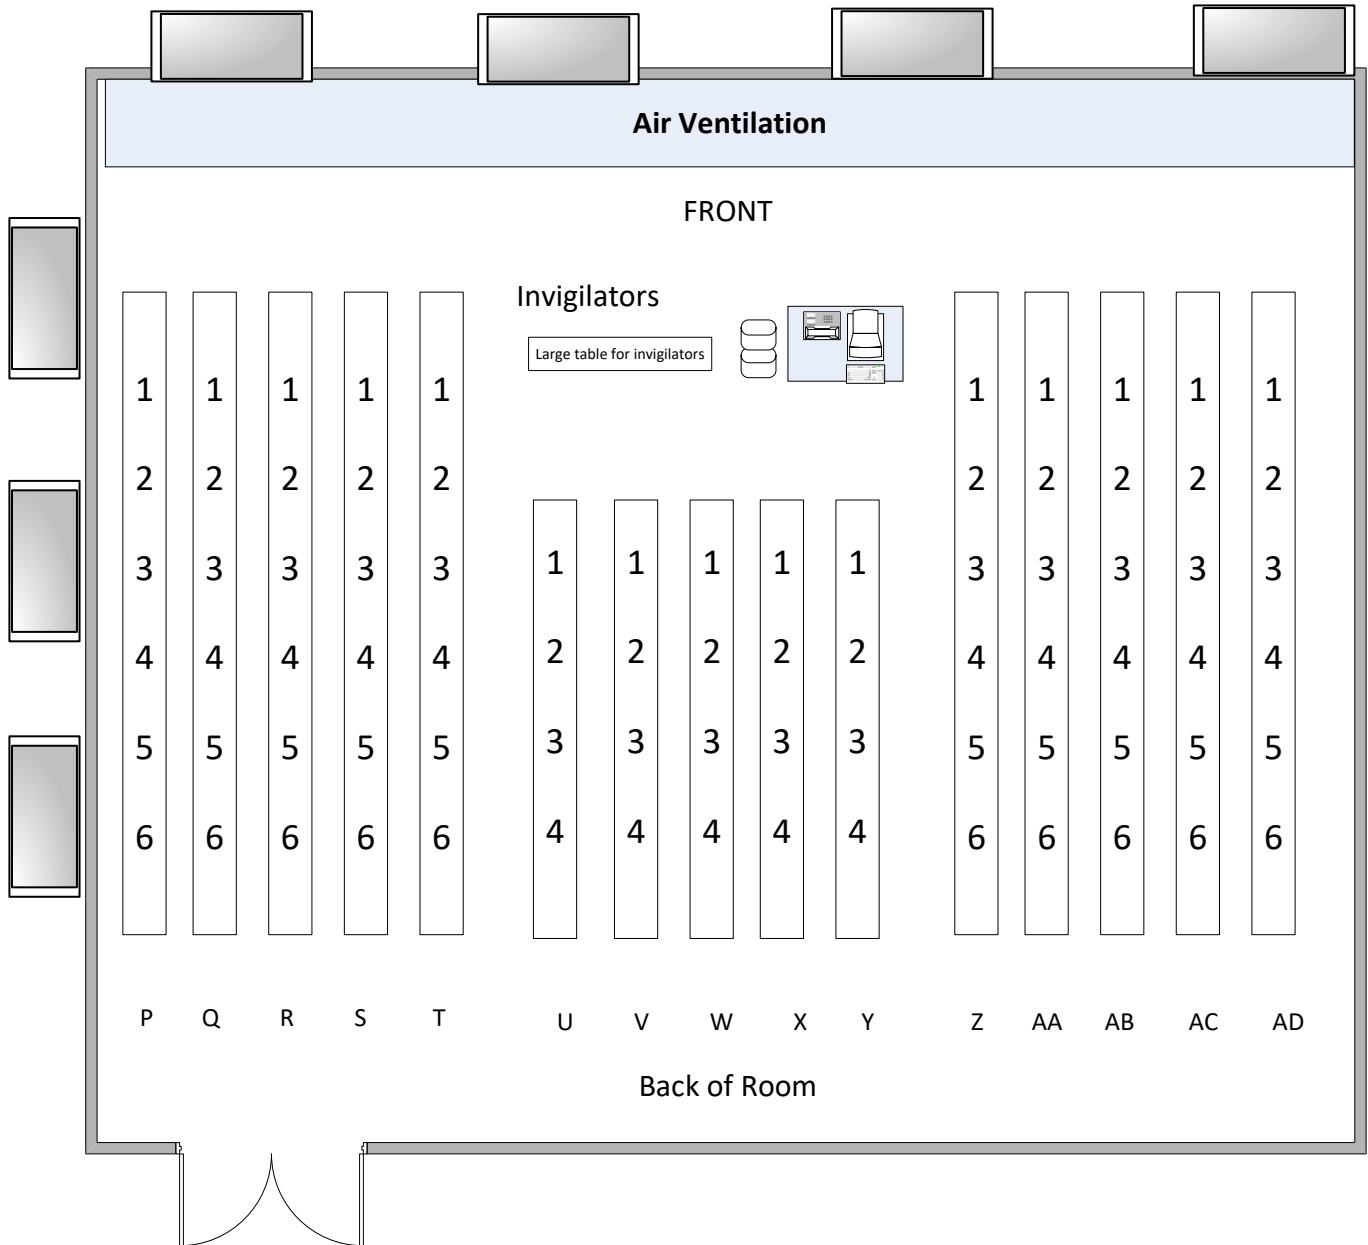 Air Ventilation
FRONT
Invigilators
Large table for invigilators
1 1 1 1 1 1 1 1 1 1
2 2 2 2 2 2 2 2 2 2
3 3 3 3 3 1 1 1 1 1 3 3 3 3 3
4 4 4 4 4 2 2 2 2 2 4 4 4 4 4
5 5 5 5 5 3 3 3 3 3 5 5 5 5 5
6 6 6 6 6 4 4 4 4 4 6 6 6 6 6
P Q R S T U V W X Y Z AA AB AC AD
Back of Room